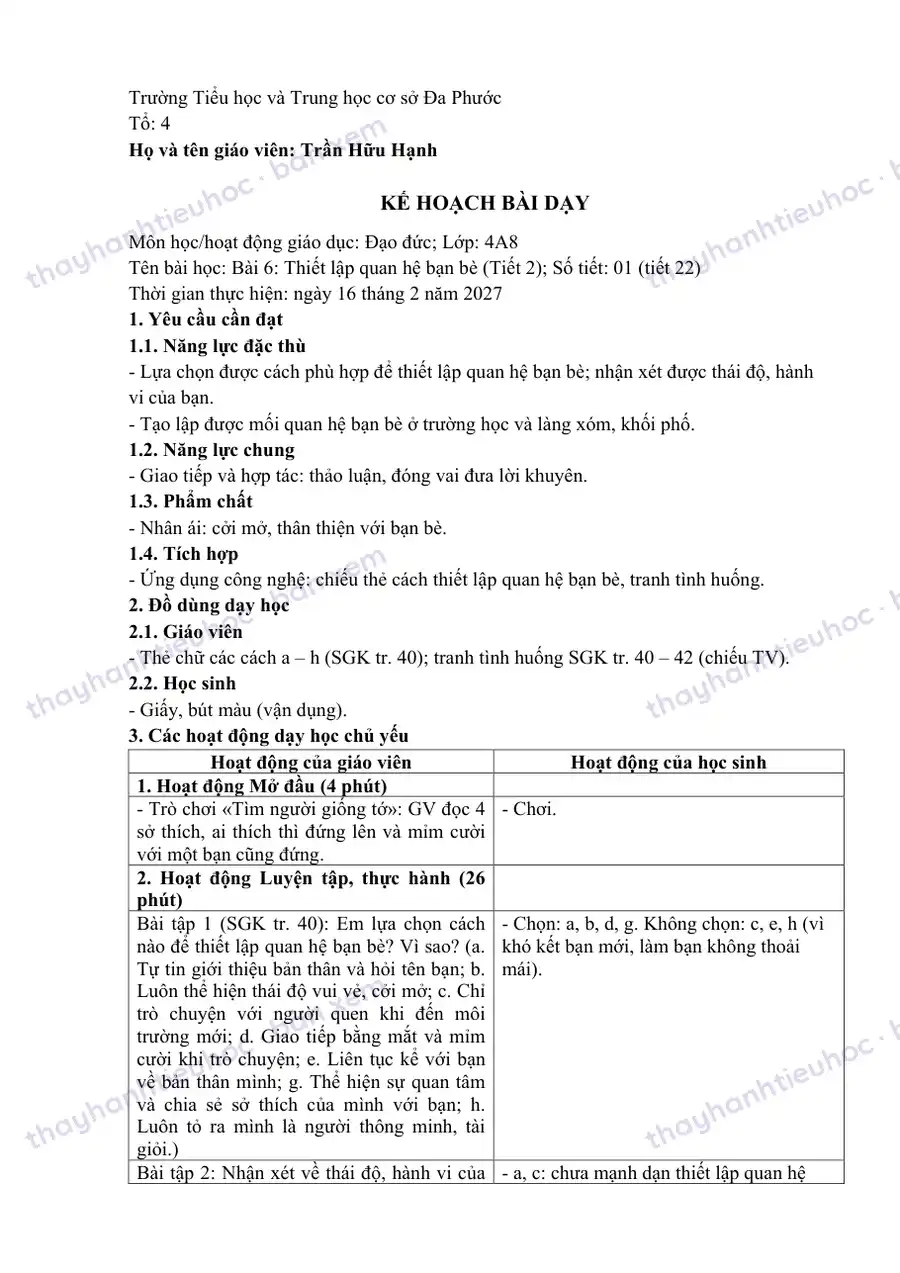 Trường Tiểu học và Trung học cơ sở Đa Phước
Tổ: 4
Họ và tên giáo viên: Trần Hữu Hạnh
KẾ HOẠCH BÀI DẠY
Môn học/hoạt động giáo dục: Đạo đức; Lớp: 4A8
Tên bài học: Bài 6: Thiết lập quan hệ bạn bè (Tiết 2); Số tiết: 01 (tiết 22)
Thời gian thực hiện: ngày 16 tháng 2 năm 2027
1. Yêu cầu cần đạt
1.1. Năng lực đặc thù
- Lựa chọn được cách phù hợp để thiết lập quan hệ bạn bè; nhận xét được thái độ, hành
vi của bạn.
- Tạo lập được mối quan hệ bạn bè ở trường học và làng xóm, khối phố.
1.2. Năng lực chung
- Giao tiếp và hợp tác: thảo luận, đóng vai đưa lời khuyên.
1.3. Phẩm chất
- Nhân ái: cởi mở, thân thiện với bạn bè.
1.4. Tích hợp
- Ứng dụng công nghệ: chiếu thẻ cách thiết lập quan hệ bạn bè, tranh tình huống.
2. Đồ dùng dạy học
2.1. Giáo viên
- Thẻ chữ các cách a – h (SGK tr. 40); tranh tình huống SGK tr. 40 – 42 (chiếu TV).
2.2. Học sinh
- Giấy, bút màu (vận dụng).
3. Các hoạt động dạy học chủ yếu
Hoạt động của giáo viên
Hoạt động của học sinh
1. Hoạt động Mở đầu (4 phút)
- Trò chơi «Tìm người giống tớ»: GV đọc 4
sở thích, ai thích thì đứng lên và mỉm cười
với một bạn cũng đứng.
- Chơi.
2. Hoạt động Luyện tập, thực hành (26
phút)
Bài tập 1 (SGK tr. 40): Em lựa chọn cách
nào để thiết lập quan hệ bạn bè? Vì sao? (a.
Tự tin giới thiệu bản thân và hỏi tên bạn; b.
Luôn thể hiện thái độ vui vẻ, cởi mở; c. Chỉ
trò chuyện với người quen khi đến môi
trường mới; d. Giao tiếp bằng mắt và mỉm
cười khi trò chuyện; e. Liên tục kể với bạn
về bản thân mình; g. Thể hiện sự quan tâm
và chia sẻ sở thích của mình với bạn; h.
Luôn tỏ ra mình là người thông minh, tài
giỏi.)
- Chọn: a, b, d, g. Không chọn: c, e, h (vì
khó kết bạn mới, làm bạn không thoải
mái).
Bài tập 2: Nhận xét về thái độ, hành vi của
- a, c: chưa mạnh dạn thiết lập quan hệ
thayhanhtieuhoc · bản xem
thayhanhtieuhoc · b
thayhanhtieuhoc · bản xem
thayhanhtieuhoc · b
thayhanhtieuhoc · bản xem
thayhanhtieuhoc · b